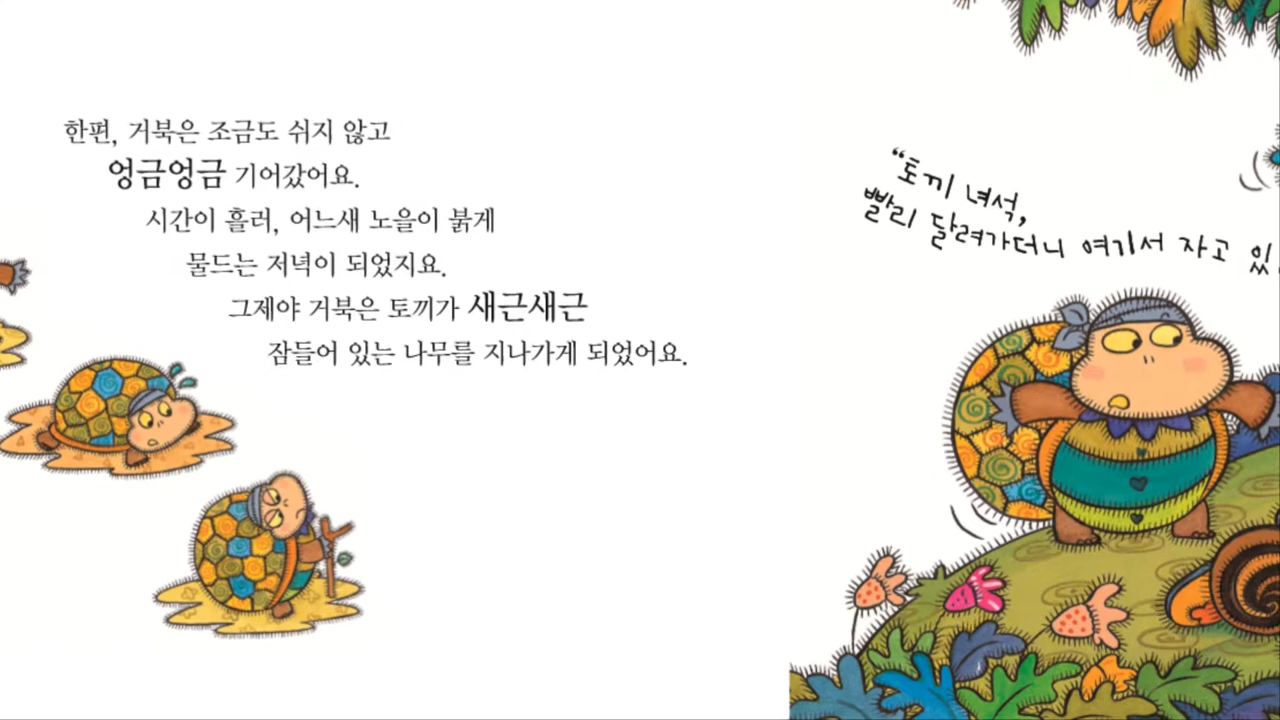 한편, 거북은 조금도 쉬지 않고
엉금엉금 기어갔어요.
시간이 흘러, 어느새 노을이 붉게
물드는 저녁이 되었지요.
그제야 거북은 토끼가 새근새근
잠들어 있는 나무를 지나가게 되었어요.
“토끼 녀석,
빨리 달려가더니 여기서 자고